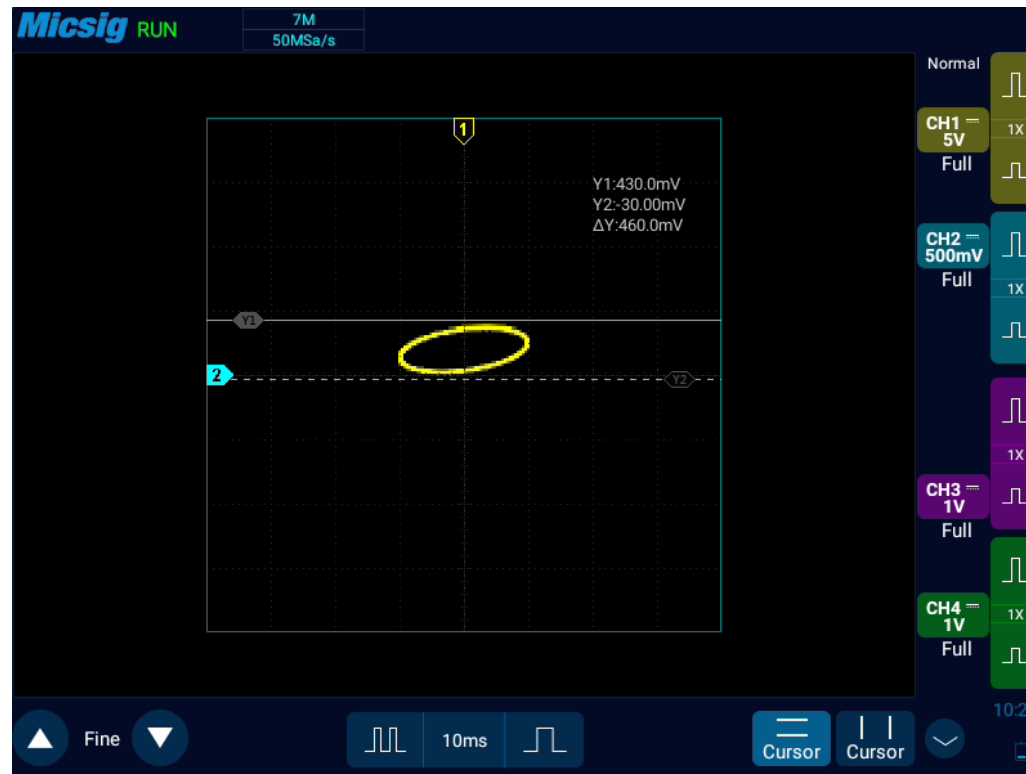 Micsig RUN
7M
50MSa/s
Normal
1
CH1
5V
Full
1X
Y1:430.0mV
Y2:-30.00mV
ΔY:460.0mV
CH2
500mV
Full
1X
Y1
2
Y2
1X
CH3
1V
Full
CH4
1V
Full
1X
10:2
Fine
10ms
Cursor
Cursor